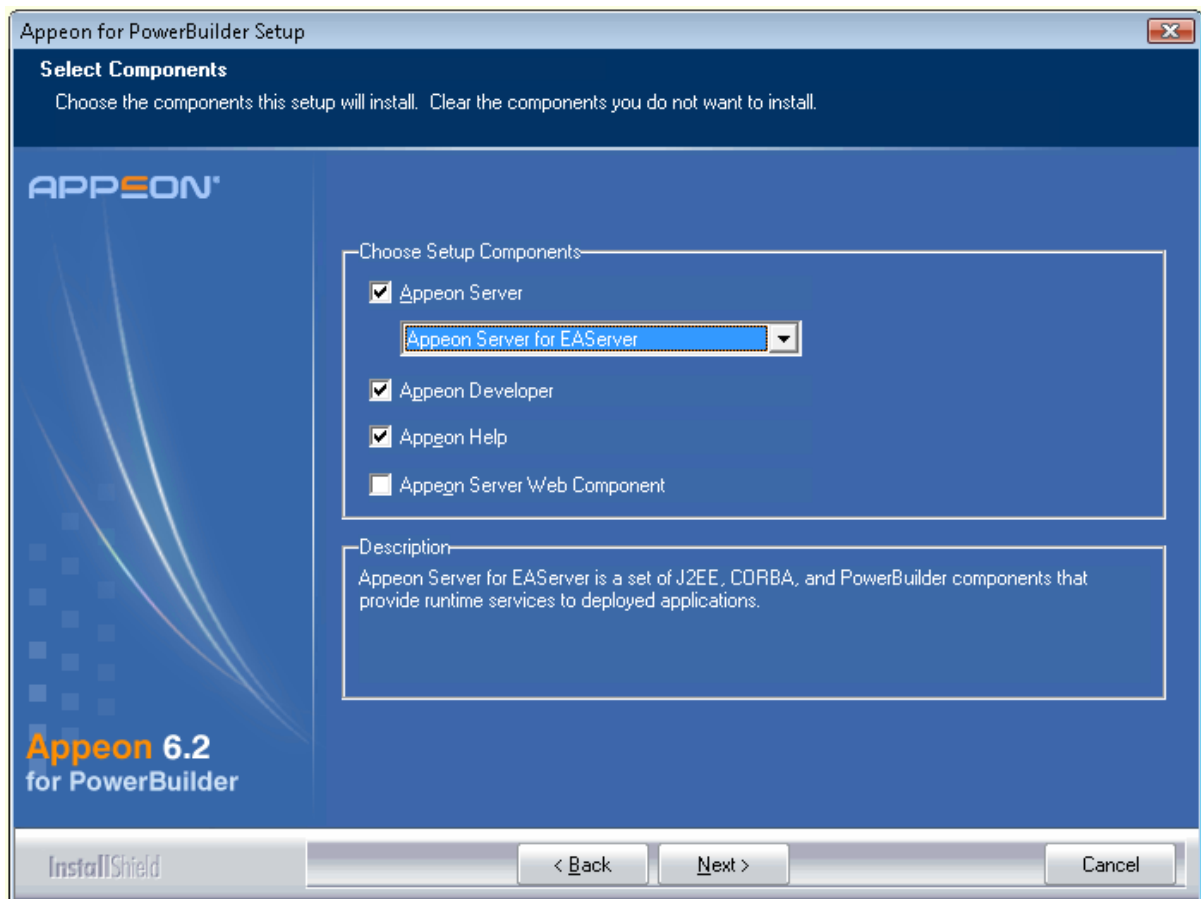 Appeon for PowerBuilder Setup
Select Components
Choose the components this setup will install. Clear the components you do not want to install.
APPEON
Choose Setup Components
Appeon Server
Appeon Server for EAServer
Appeon Developer
Appeon Help
Appeon Server Web Component
Description
Appeon Server for EAServer is a set of J2EE, CORBA, and PowerBuilder components that
provide runtime services to deployed applications.
Appeon 6.2
for PowerBuilder
InstallShield
< Back
Next >
Cancel